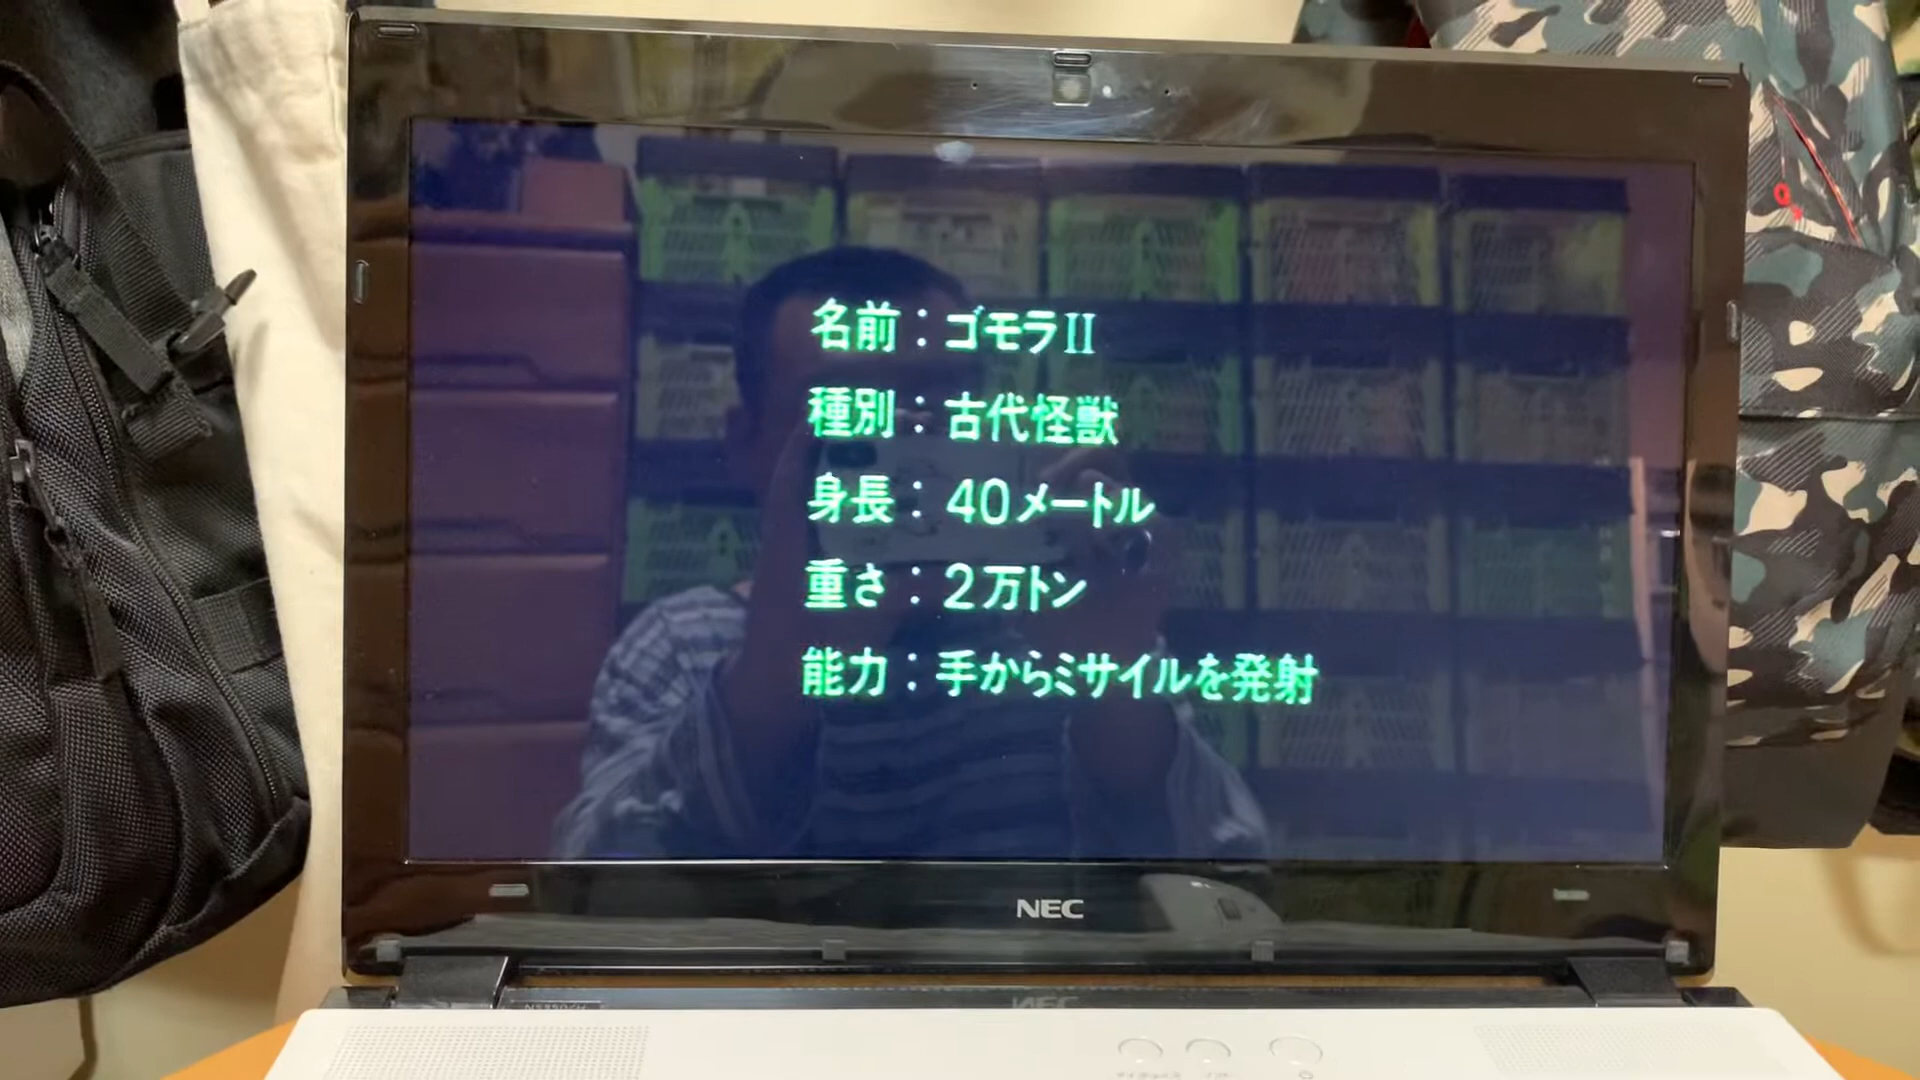 名前：ゴモラII
種別：古代怪獣
身長：40メートル
重さ：2万トン
能力：手からミサイルを発射
NEC